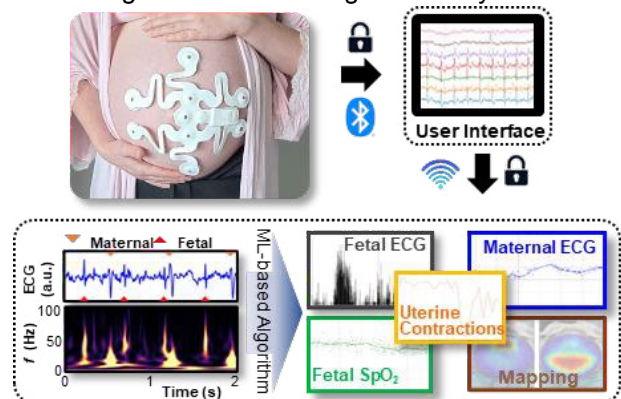 User Interface
Maternal Fetal
ECG
(a.u.)
f (Hz)
100
50
0
0 1 2
Time (s)
ML-based Algorithm
Fetal ECG
Maternal ECG
Uterine
Contractions
Fetal SpO₂
Mapping